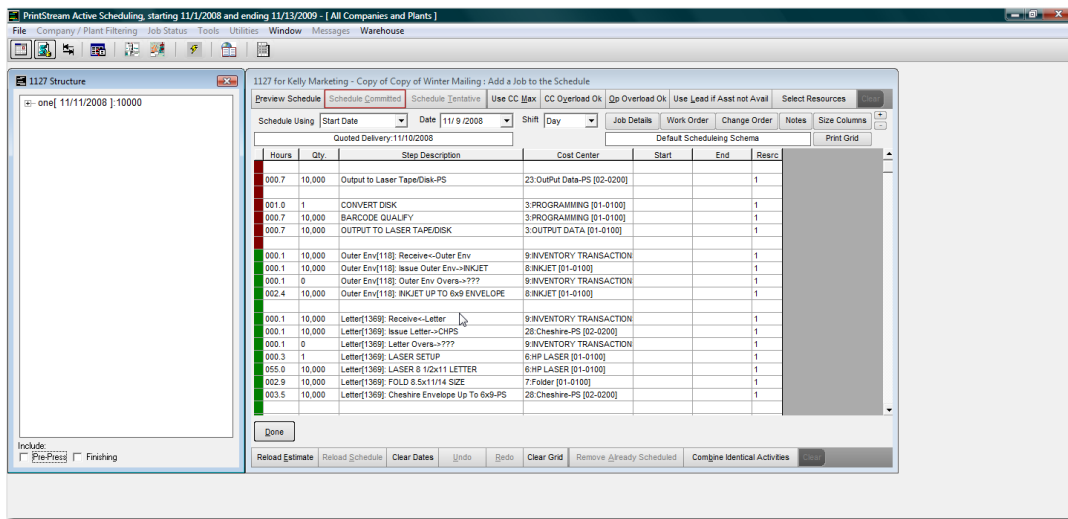 PrintStream Active Scheduling, starting 11/1/2008 and ending 11/13/2009 - [ All Companies and Plants ]
File Company / Plant Filtering Job Status Tools Utilities Window Messages Warehouse
1127 Structure
one[ 11/11/2008 ]:10000
Include:
Pre-Press Finishing
1127 for Kelly Marketing - Copy of Copy of Winter Mailing : Add a Job to the Schedule
Preview Schedule Schedule Committed Schedule Tentative Use CC Max CC Overload Ok Op Overload Ok Use Lead if Asst not Avail Select Resources Clear
Schedule Using Start Date Date 11/ 9 /2008 Shift Day Job Details Work Order Change Order Notes Size Columns + -
Quoted Delivery:11/10/2008 Default Scheduleing Schema Print Grid
Hours Qty. Step Description Cost Center Start End Resrc
000.7 10,000 Output to Laser Tape/Disk-PS 23:OutPut Data-PS [02-0200] 1
001.0 1 CONVERT DISK 3:PROGRAMMING [01-0100] 1
000.7 10,000 BARCODE QUALIFY 3:PROGRAMMING [01-0100] 1
000.7 10,000 OUTPUT TO LASER TAPE/DISK 3:OUTPUT DATA [01-0100] 1
000.1 10,000 Outer Env[118]: Receive<-Outer Env 9:INVENTORY TRANSACTION 1
000.1 10,000 Outer Env[118]: Issue Outer Env->INKJET 8:INKJET [01-0100] 1
000.1 0 Outer Env[118]: Outer Env Overs->??? 9:INVENTORY TRANSACTION 1
002.4 10,000 Outer Env[118]: INKJET UP TO 6x9 ENVELOPE 8:INKJET [01-0100] 1
000.1 10,000 Letter[1369]: Receive<-Letter 9:INVENTORY TRANSACTION 1
000.1 10,000 Letter[1369]: Issue Letter->CHPS 28:Cheshire-PS [02-0200] 1
000.1 0 Letter[1369]: Letter Overs->??? 9:INVENTORY TRANSACTION 1
000.3 1 Letter[1369]: LASER SETUP 6:HP LASER [01-0100] 1
055.0 10,000 Letter[1369]: LASER 8 1/2x11 LETTER 6:HP LASER [01-0100] 1
002.9 10,000 Letter[1369]: FOLD 8.5x11/14 SIZE 7:Folder [01-0100] 1
003.5 10,000 Letter[1369]: Cheshire Envelope Up To 6x9-PS 28:Cheshire-PS [02-0200] 1
Done
Reload Estimate Reload Schedule Clear Dates Undo Redo Clear Grid Remove Already Scheduled Combine Identical Activities Clear